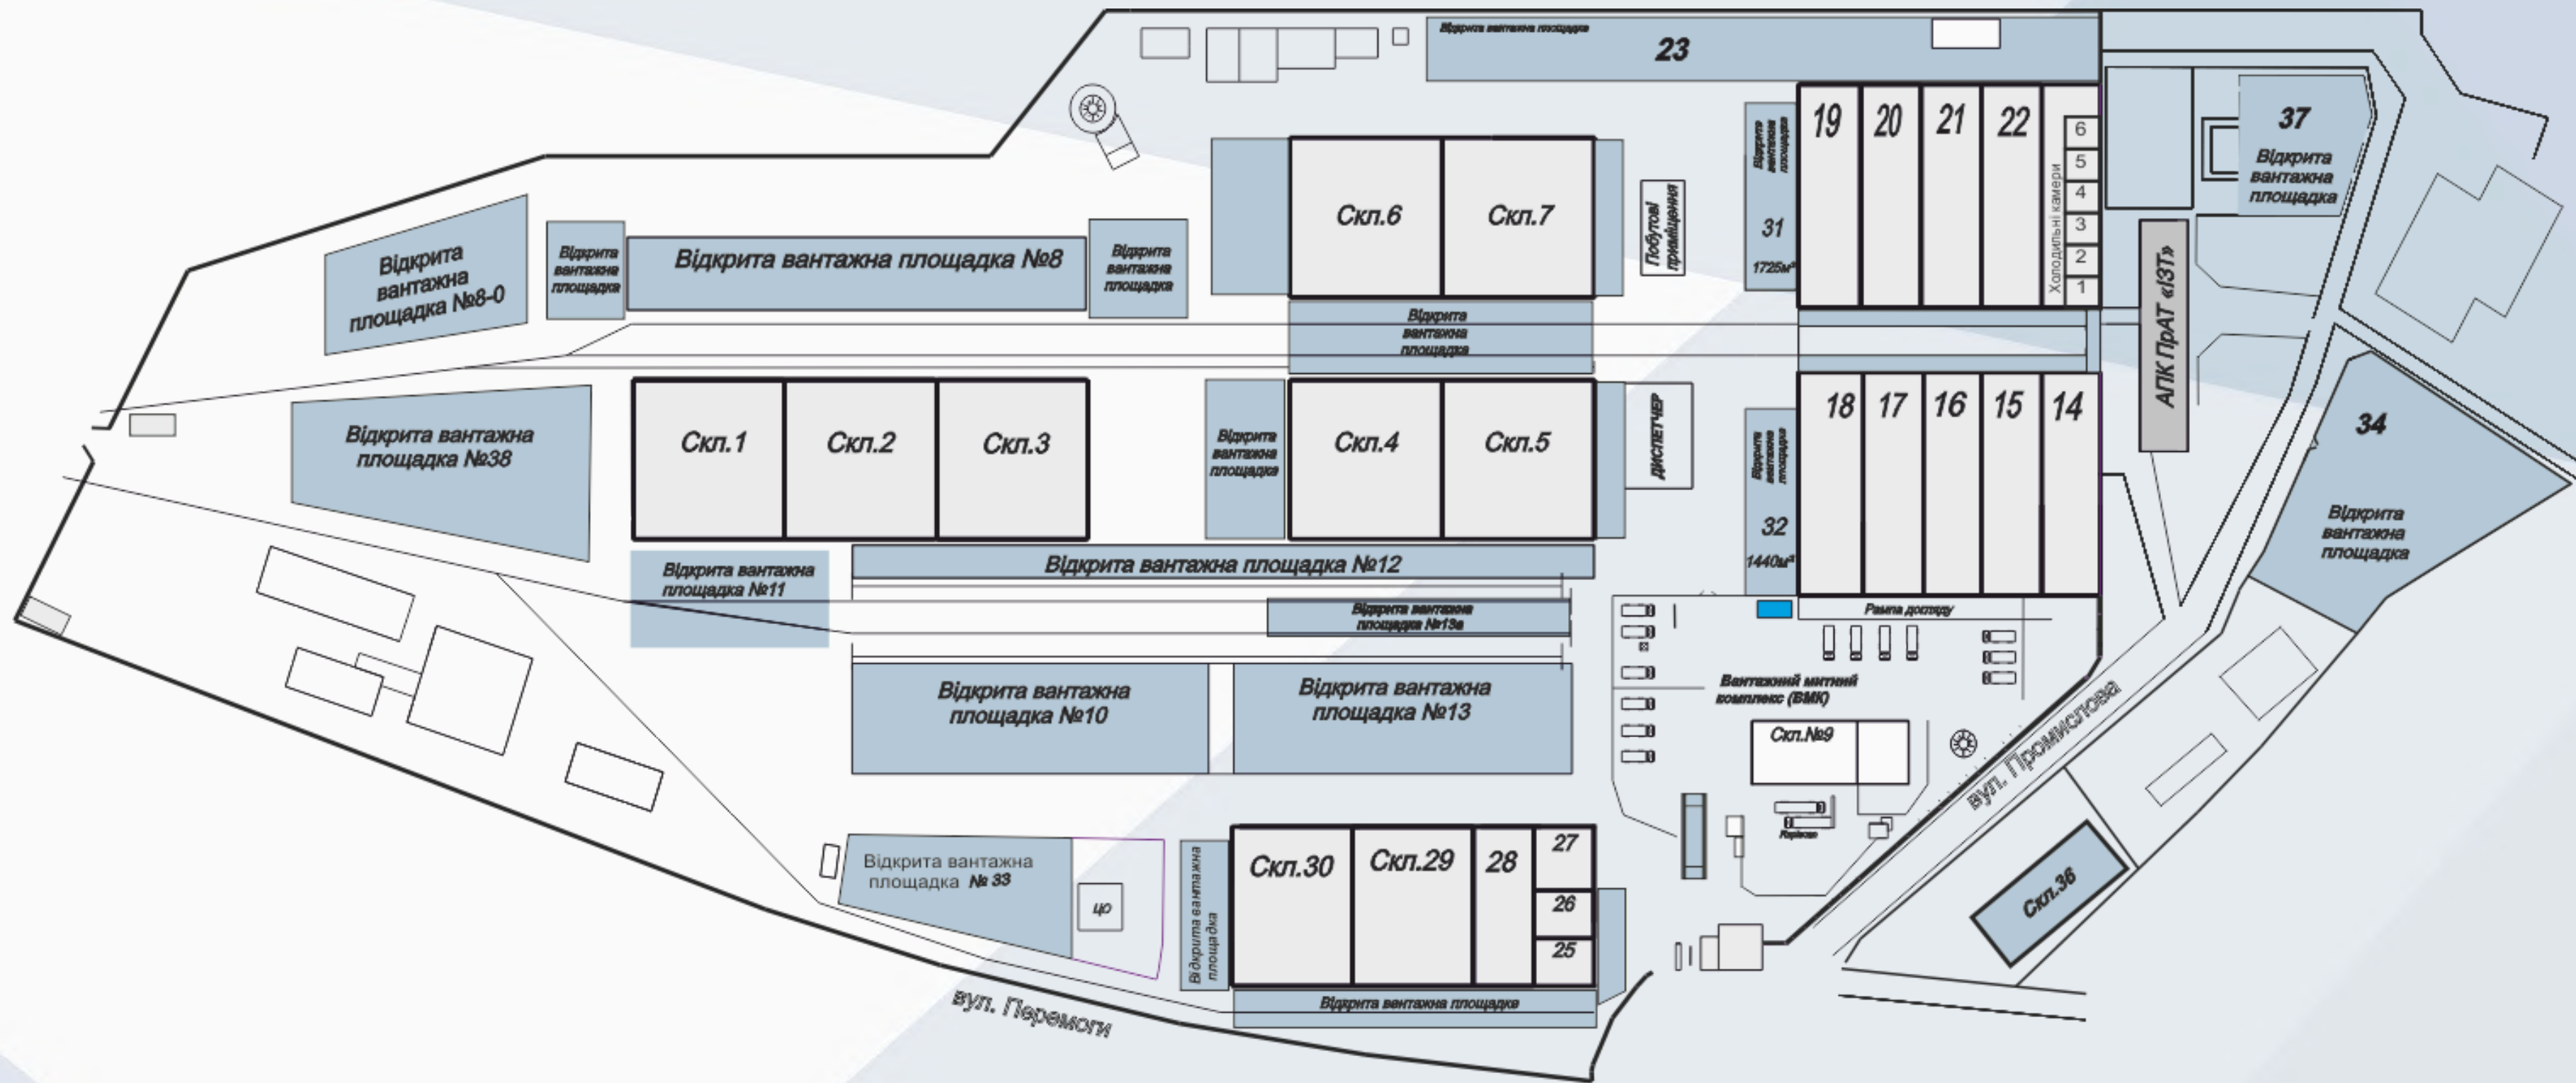 Відкрита вантажна площадка
23
19
20
21
22
Холодильні камери
6
5
4
3
2
1
37
Відкрита
вантажна
площадка
Відкрита
вантажна
площадка
31
1725м²
Побутові
приміщення
Скл.6
Скл.7
Відкрита
вантажна
площадка №8-0
Відкрита
вантажна
площадка
Відкрита вантажна площадка №8
Відкрита
вантажна
площадка
Відкрита
вантажна
площадка
АПК ПрАТ «ІЗТ»
Відкрита вантажна
площадка №38
Скл.1
Скл.2
Скл.3
Відкрита
вантажна
площадка
Скл.4
Скл.5
ДИСПЕТЧЕР
Відкрита
вантажна
площадка
32
1440м²
18
17
16
15
14
34
Відкрита
вантажна
площадка
Відкрита вантажна
площадка №11
Відкрита вантажна площадка №12
Відкрита вантажна
площадка №13а
Рампа догляду
Відкрита вантажна
площадка №10
Відкрита вантажна
площадка №13
Вантажний митний
комплекс (ВМК)
Скл.№9
вул. Промислова
Відкрита вантажна
площадка № 33
ЦО
Відкрита вантажна
площадка
Скл.30
Скл.29
28
27
26
25
Скл.36
Відкрита вантажна площадка
вул. Перемоги